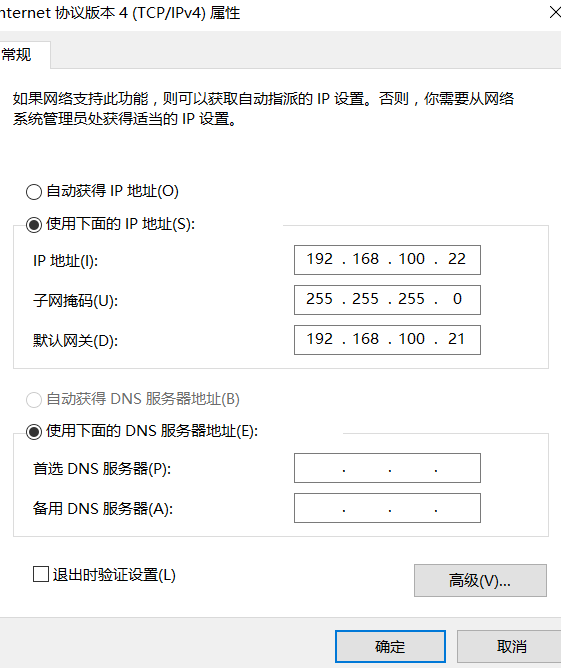 nternet 协议版本 4 (TCP/IPv4) 属性
常规
如果网络支持此功能，则可以获取自动指派的 IP 设置。否则，你需要从网络
系统管理员处获得适当的 IP 设置。
自动获得 IP 地址(O)
使用下面的 IP 地址(S):
IP 地址(I): 192 . 168 . 100 . 22
子网掩码(U): 255 . 255 . 255 . 0
默认网关(D): 192 . 168 . 100 . 21
自动获得 DNS 服务器地址(B)
使用下面的 DNS 服务器地址(E):
首选 DNS 服务器(P): . . .
备用 DNS 服务器(A): . . .
退出时验证设置(L)
高级(V)...
确定 取消